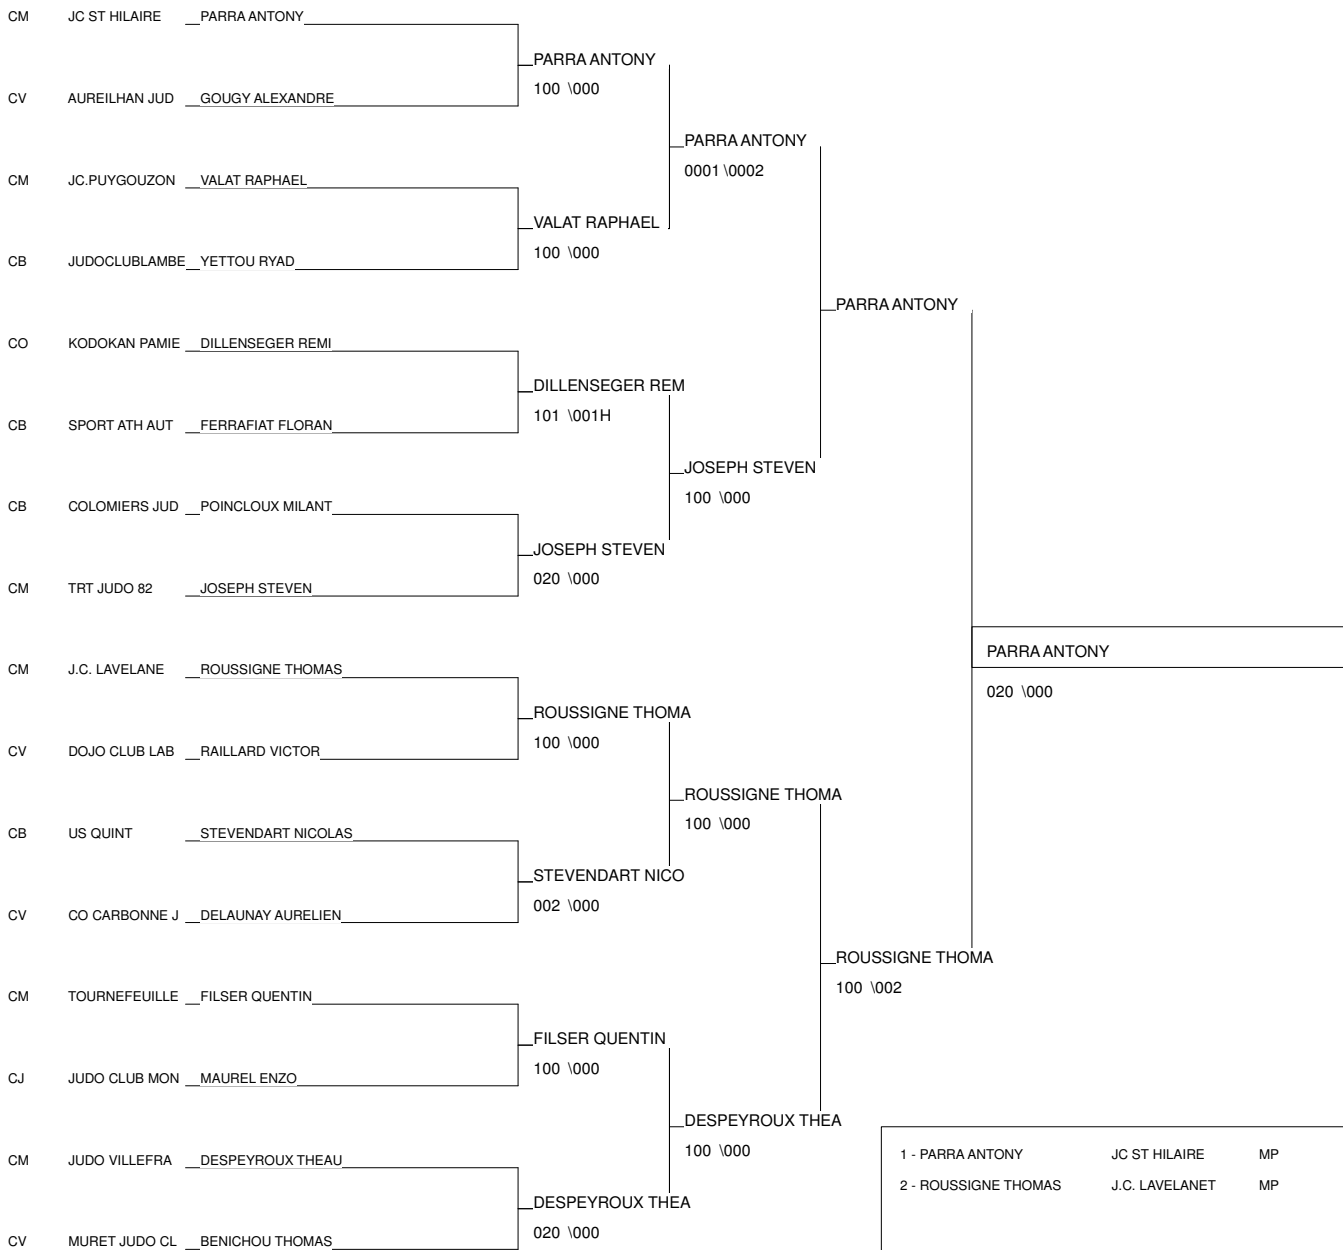 CM JC ST HILAIRE PARRA ANTONY
PARRA ANTONY
100 \000
CV AUREILHAN JUD GOUGY ALEXANDRE
PARRA ANTONY
0001 \0002
CM JC.PUYGOUZON VALAT RAPHAEL
VALAT RAPHAEL
100 \000
CB JUDOCLUBLAMBE YETTOU RYAD
PARRA ANTONY
CO KODOKAN PAMIE DILLENSEGER REMI
DILLENSEGER REM
101 \001H
CB SPORT ATH AUT FERRAFIAT FLORAN
JOSEPH STEVEN
100 \000
CB COLOMIERS JUD POINCLOUX MILANT
JOSEPH STEVEN
020 \000
CM TRT JUDO 82 JOSEPH STEVEN
PARRA ANTONY
020 \000
CM J.C. LAVELANE ROUSSIGNE THOMAS
ROUSSIGNE THOMA
100 \000
CV DOJO CLUB LAB RAILLARD VICTOR
ROUSSIGNE THOMA
100 \000
CB US QUINT STEVENDART NICOLAS
STEVENDART NICO
002 \000
CV CO CARBONNE J DELAUNAY AURELIEN
ROUSSIGNE THOMA
100 \002
CM TOURNEFEUILLE FILSER QUENTIN
FILSER QUENTIN
100 \000
CJ JUDO CLUB MON MAUREL ENZO
DESPEYROUX THEA
100 \000
CM JUDO VILLEFRA DESPEYROUX THEAU
DESPEYROUX THEA
020 \000
CV MURET JUDO CL BENICHOU THOMAS
1 - PARRA ANTONY JC ST HILAIRE MP
2 - ROUSSIGNE THOMAS J.C. LAVELANET MP